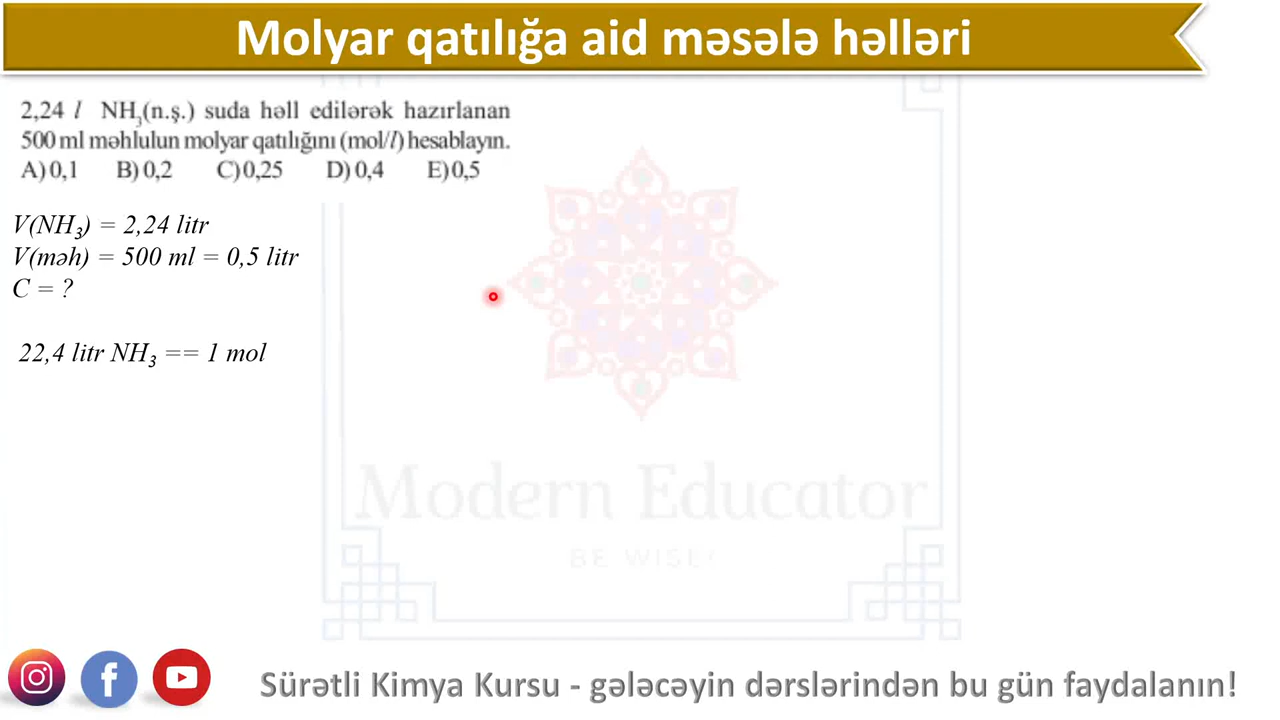 Molyar qatılığa aid məsələ həlləri
2,24 l NH₃(n.ş.) suda həll edilərək hazırlanan
500 ml məhlulun molyar qatılığını (mol/l) hesablayın.
A) 0,1 B) 0,2 C) 0,25 D) 0,4 E) 0,5
V(NH₃) = 2,24 litr
V(məh) = 500 ml = 0,5 litr
C = ?
22,4 litr NH₃ == 1 mol
Modern Educator
BE WISE!
Sürətli Kimya Kursu - gələcəyin dərslərindən bu gün faydalanın!